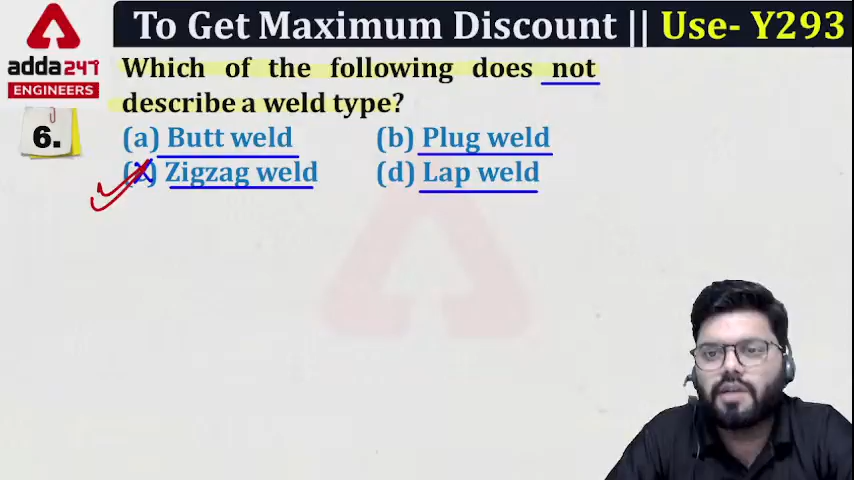 To Get Maximum Discount || Use- Y293
adda247
ENGINEERS
Which of the following does not
describe a weld type?
6.
(a) Butt weld (b) Plug weld
(c) Zigzag weld (d) Lap weld